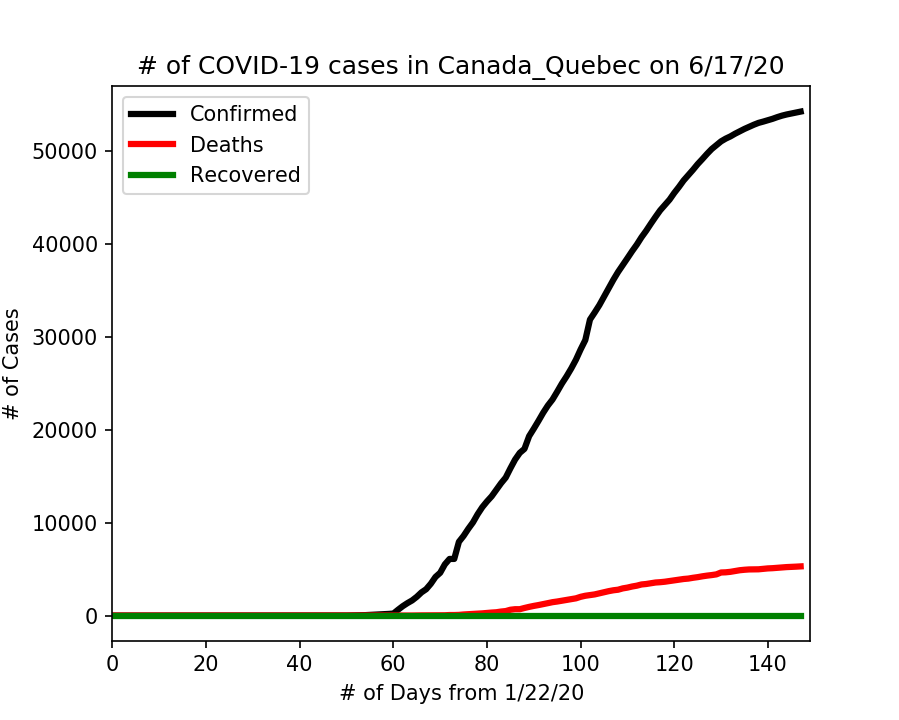 # of COVID-19 cases in Canada_Quebec on 6/17/20
Confirmed
Deaths
Recovered
50000
40000
30000
20000
10000
0
# of Cases
0 20 40 60 80 100 120 140
# of Days from 1/22/20